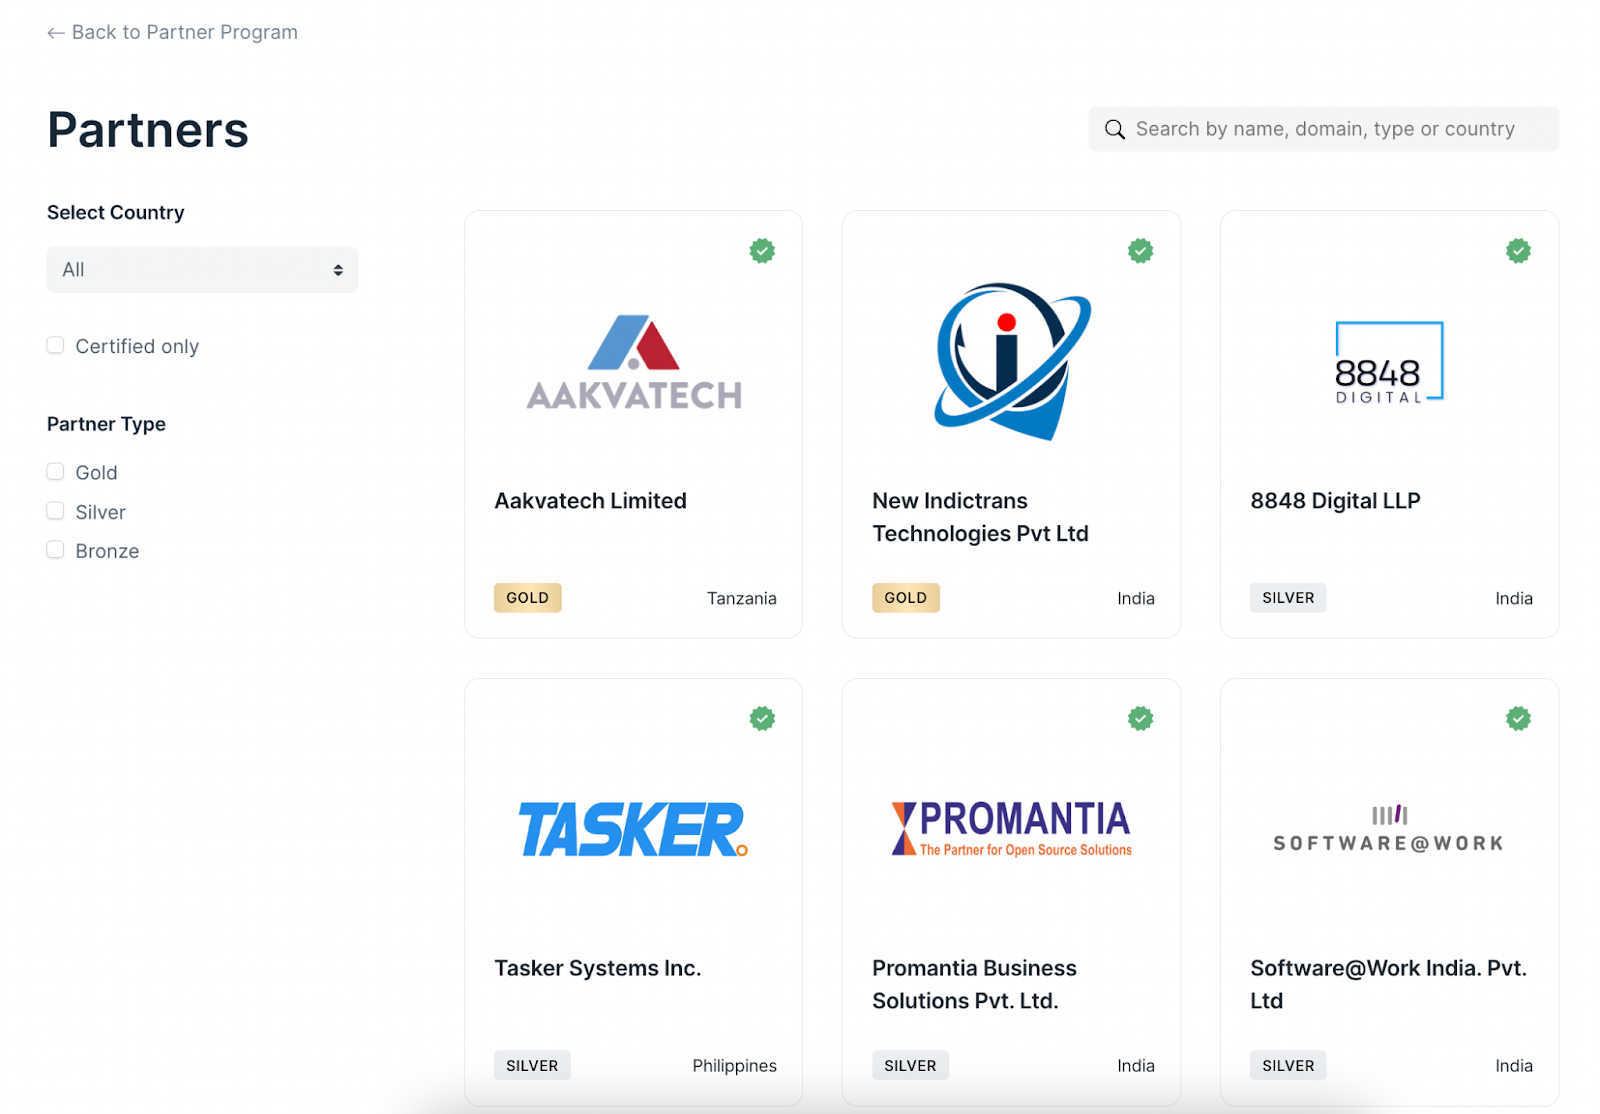 ← Back to Partner Program
Partners
Search by name, domain, type or country
Select Country
All
Certified only
Partner Type
Gold
Silver
Bronze
AAKVATECH
Aakvatech Limited
GOLD
Tanzania
i
New Indictrans
Technologies Pvt Ltd
GOLD
India
8848
DIGITAL
8848 Digital LLP
SILVER
India
TASKER
Tasker Systems Inc.
SILVER
Philippines
PROMANTIA
The Partner for Open Source Solutions
Promantia Business
Solutions Pvt. Ltd.
SILVER
India
SOFTWARE@WORK
Software@Work India. Pvt.
Ltd
SILVER
India